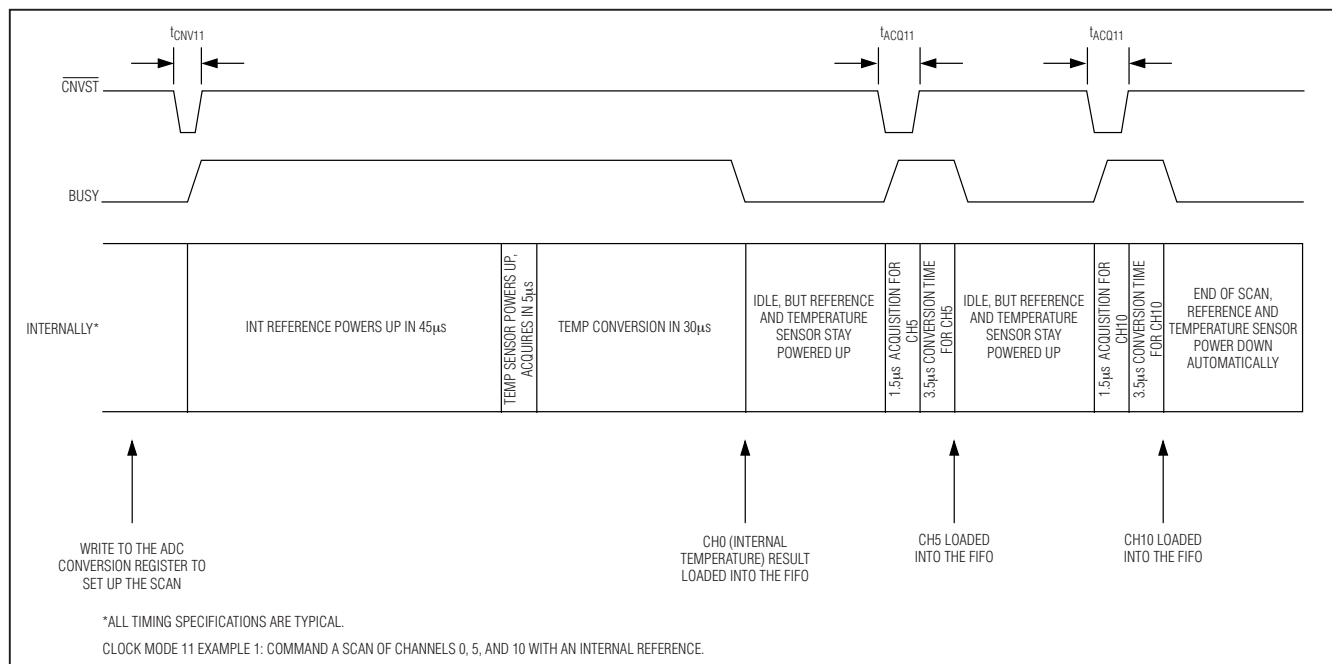 tCNV11
tACQ11
tACQ11
CNVST
BUSY
INTERNALLY*
INT REFERENCE POWERS UP IN 45µs
TEMP SENSOR POWERS UP,
ACQUIRES IN 5µs
TEMP CONVERSION IN 30µs
IDLE, BUT REFERENCE
AND TEMPERATURE
SENSOR STAY
POWERED UP
1.5µs ACQUISITION FOR
CH5
3.5µs CONVERSION TIME
FOR CH5
IDLE, BUT REFERENCE
AND TEMPERATURE
SENSOR STAY
POWERED UP
1.5µs ACQUISITION FOR
CH10
3.5µs CONVERSION TIME
FOR CH10
END OF SCAN,
REFERENCE AND
TEMPERATURE SENSOR
POWER DOWN
AUTOMATICALLY
WRITE TO THE ADC
CONVERSION REGISTER TO
SET UP THE SCAN
CH0 (INTERNAL
TEMPERATURE) RESULT
LOADED INTO THE FIFO
CH5 LOADED
INTO THE FIFO
CH10 LOADED
INTO THE FIFO
*ALL TIMING SPECIFICATIONS ARE TYPICAL.
CLOCK MODE 11 EXAMPLE 1: COMMAND A SCAN OF CHANNELS 0, 5, AND 10 WITH AN INTERNAL REFERENCE.